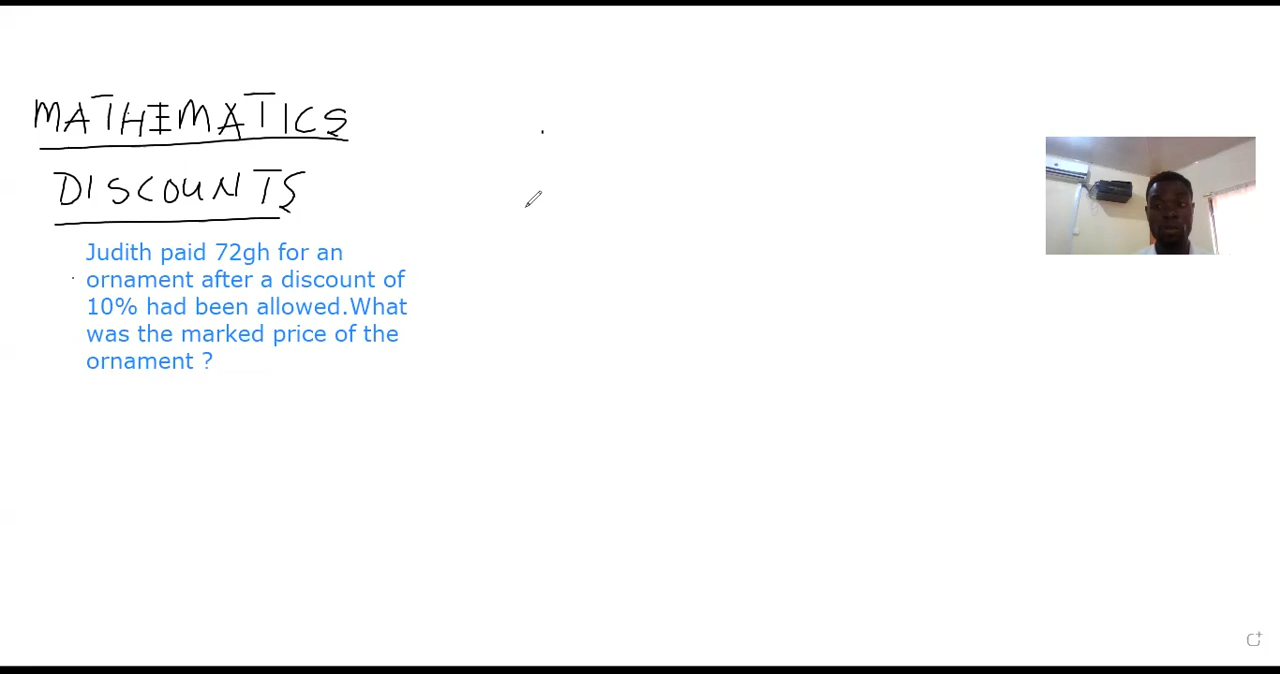 MATHEMATICS
DISCOUNTS
Judith paid 72gh for an
ornament after a discount of
10% had been allowed.What
was the marked price of the
ornament ?